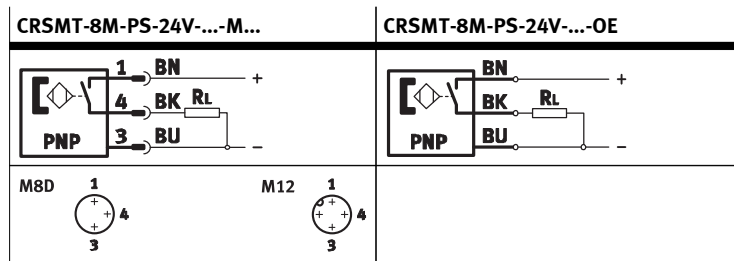 CRSMT-8M-PS-24V-...-M... CRSMT-8M-PS-24V-...-OE
1 BN + BN +
4 BK RL BK RL
PNP 3 BU – PNP BU –
M8D 1 M12 1
4 4
3 3